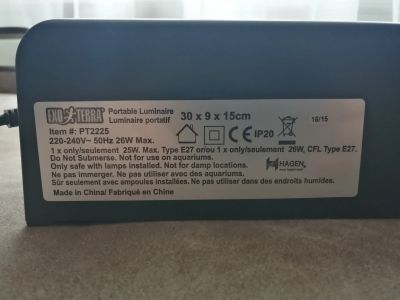 EXO TERRA Portable Luminaire
Luminaire portatif
30 x 9 x 15cm
16/15
Item #: PT2225
220-240V~ 50Hz 26W Max.
CE IP20
HAGEN
1 x only/seulement 25W. Max. Type E27 or/ou 1 x only/seulement 26W, CFL Type E27.
Do Not Submerse. Not for use on aquariums.
Only safe with lamps installed. Not for damp locations.
Ne pas immerger. Ne pas utiliser avec des aquariums.
Sûr seulement avec ampoules installées. Ne pas utiliser dans des endroits humides.
Made in China/ Fabriqué en China